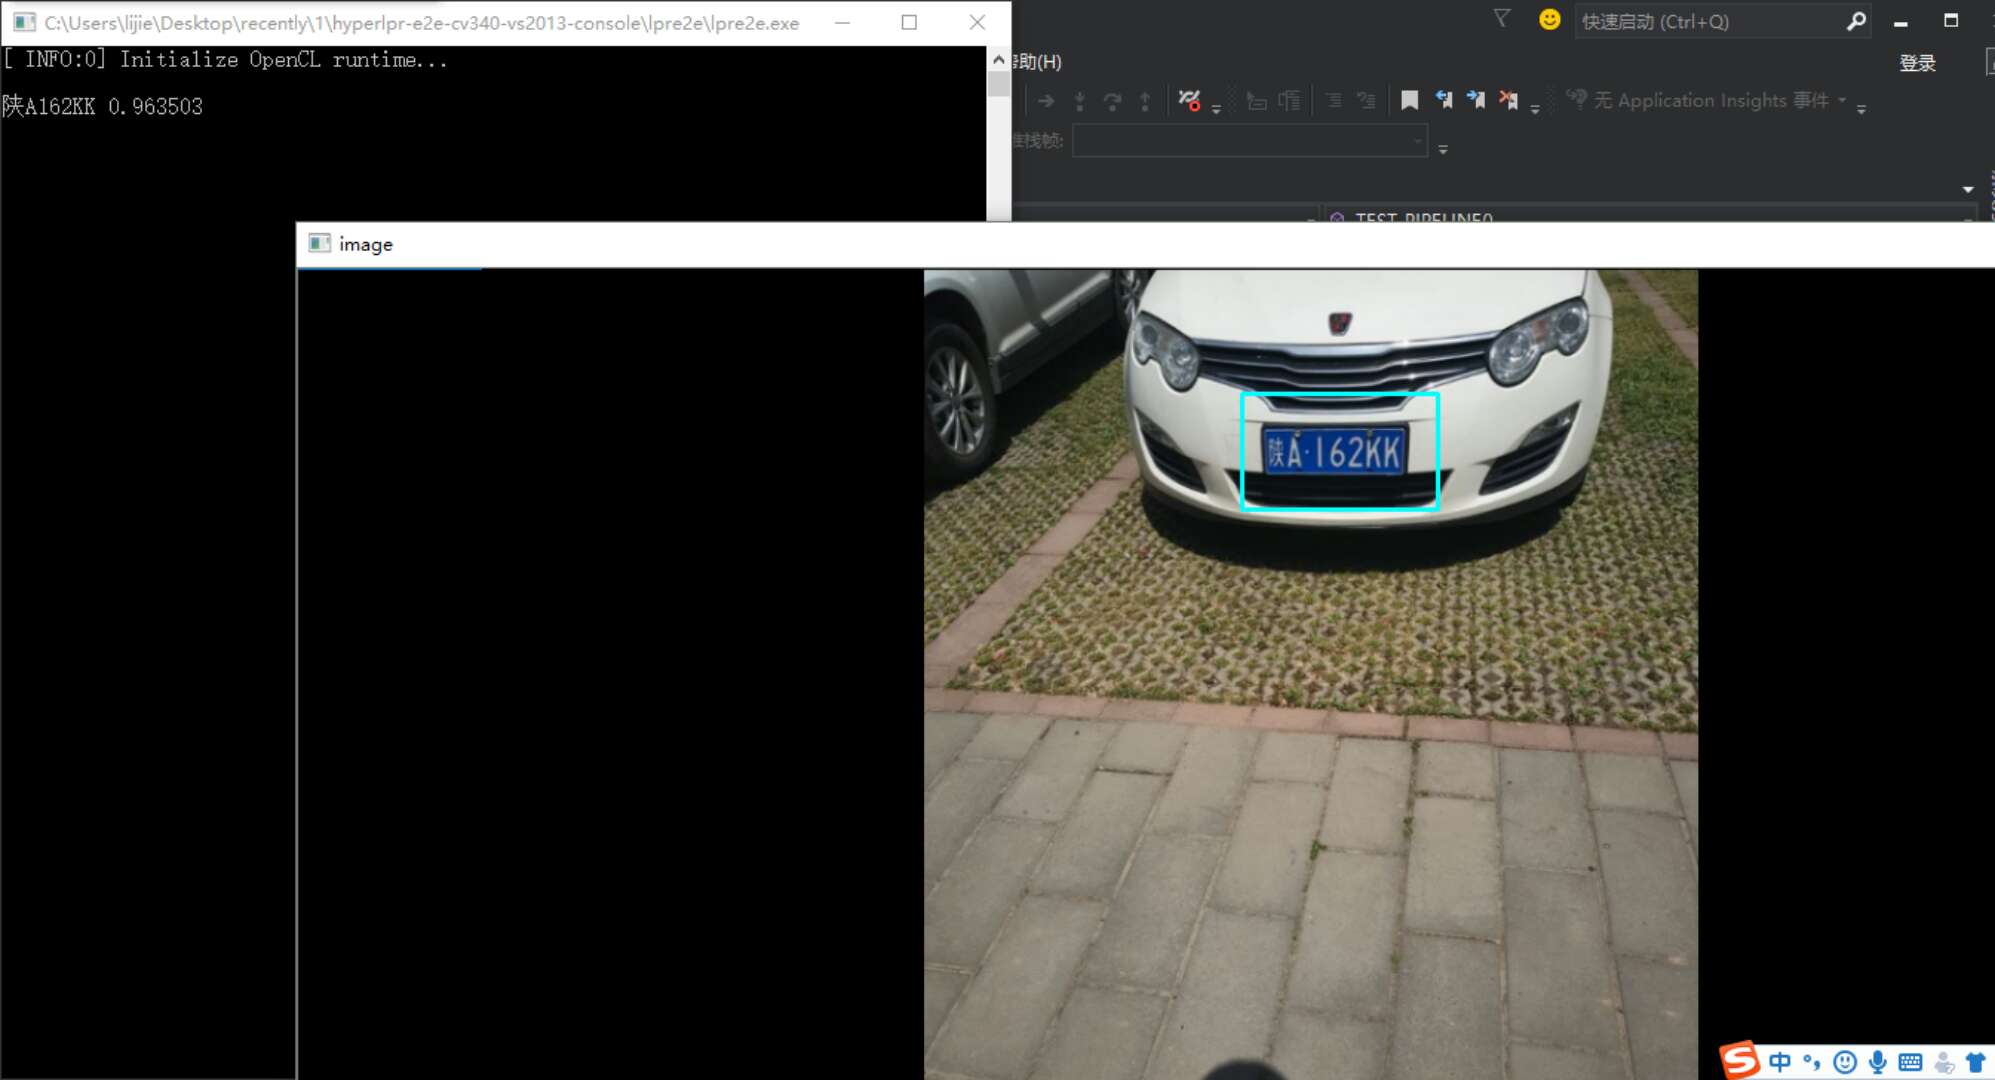 C:\Users\lijie\Desktop\recently\1\hyperlpr-e2e-cv340-vs2013-console\lpre2e\lpre2e.exe
[ INFO:0] Initialize OpenCL runtime...
陕A162KK 0.963503
快速启动 (Ctrl+Q)
助(H)
登录
无 Application Insights 事件
栈帧:
TEST_PIPELINE()
image
陕A·162KK
中